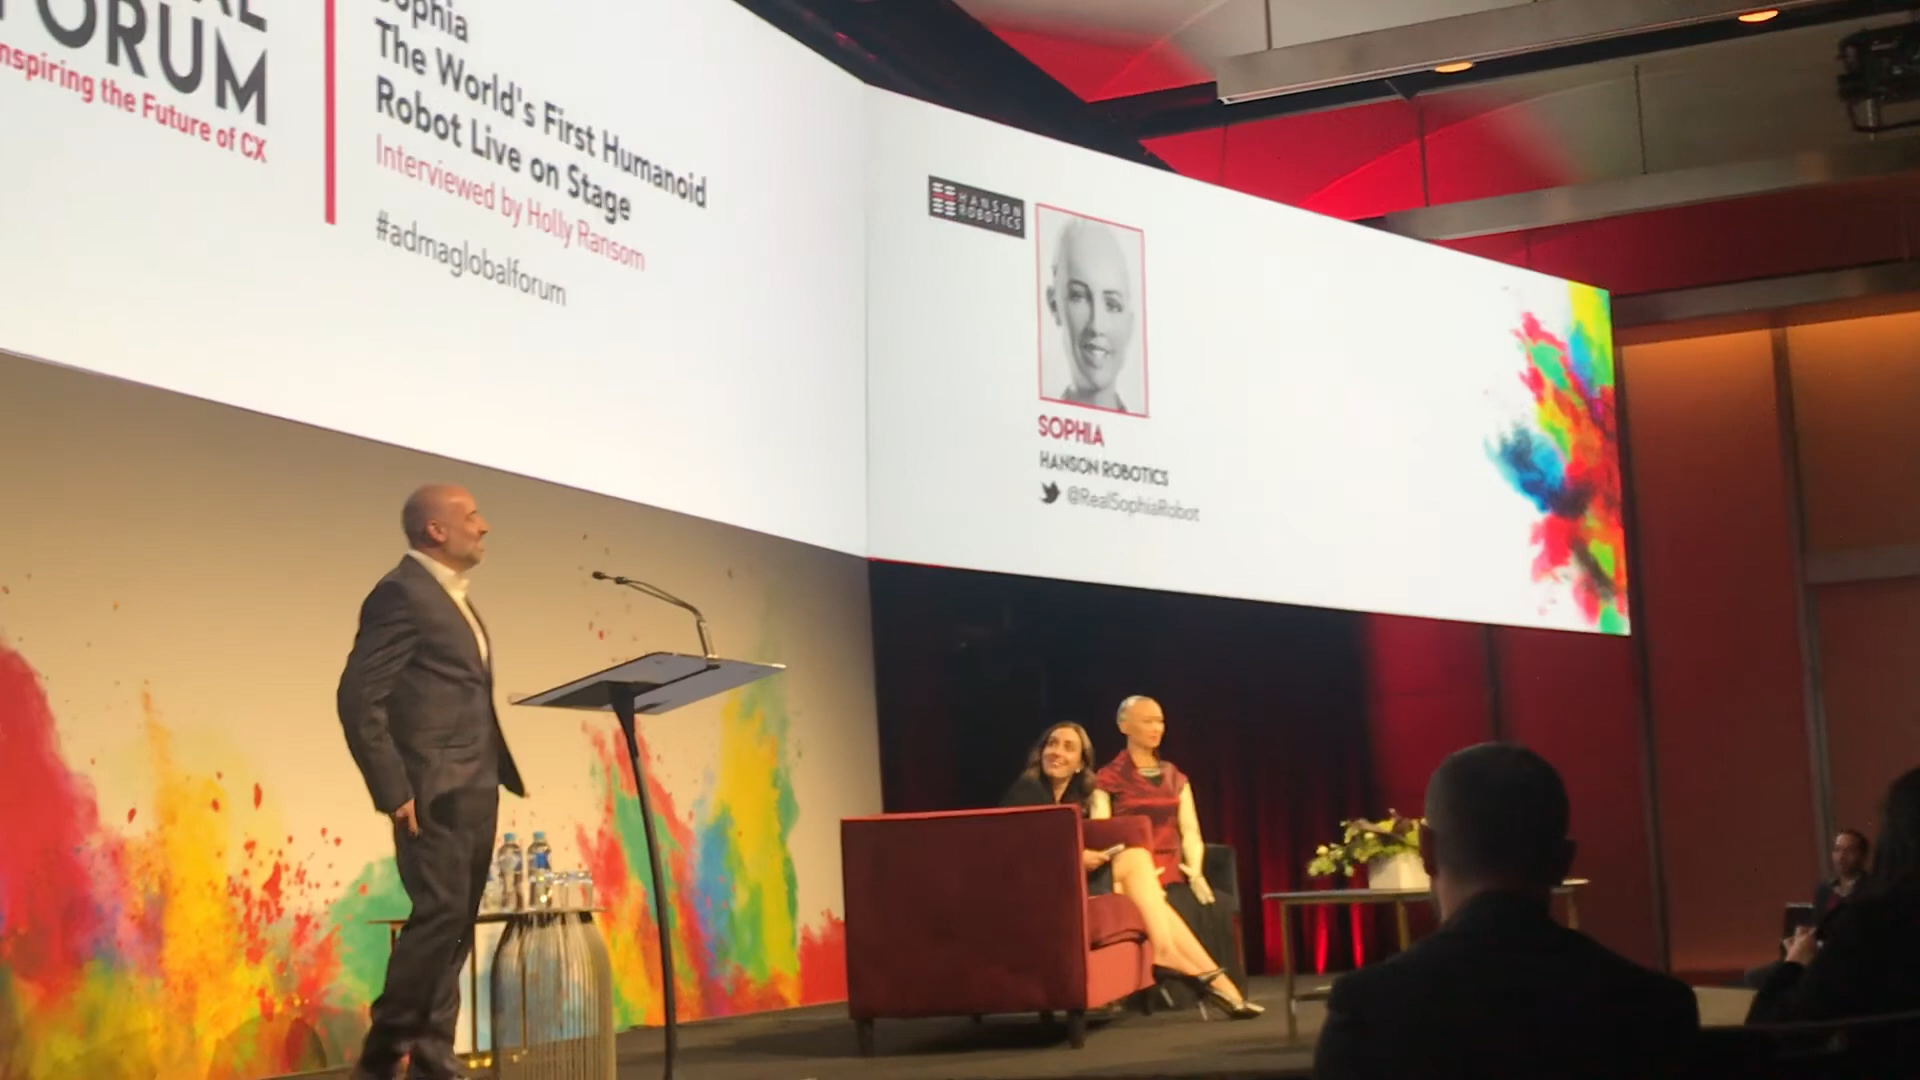 FORUM
Inspiring the Future of CX
Sophia
The World's First Humanoid
Robot Live on Stage
Interviewed by Holly Ransom
#admaglobalforum
HANSON
ROBOTICS
SOPHIA
HANSON ROBOTICS
@RealSophiaRobot